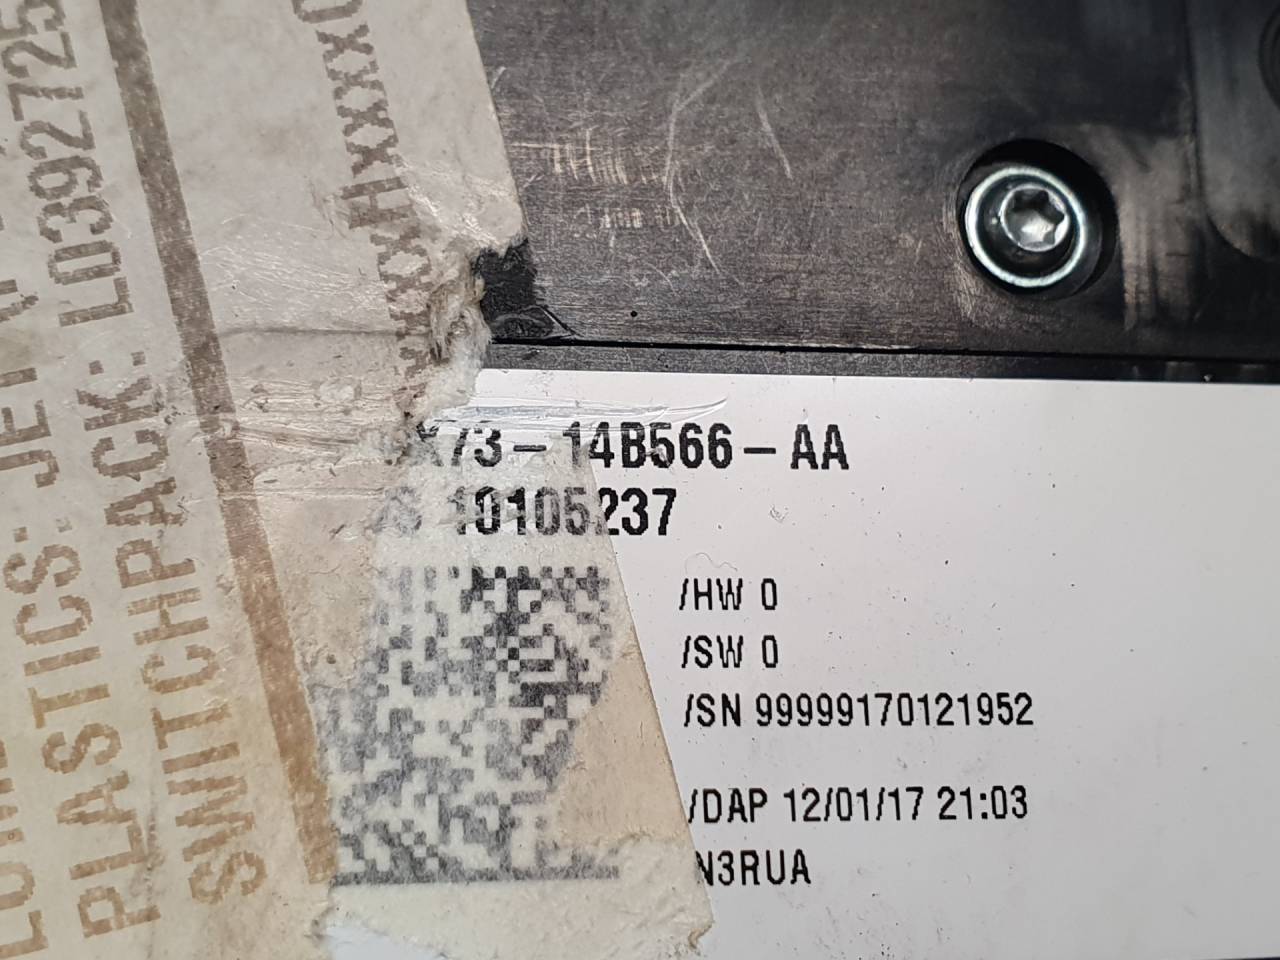 PLASTICS: JET
SWITCHPACK: L0392725
X73-14B566-AA
10105237
/HW 0
/SW 0
/SN 99999170121952
/DAP 12/01/17 21:03
N3RUA